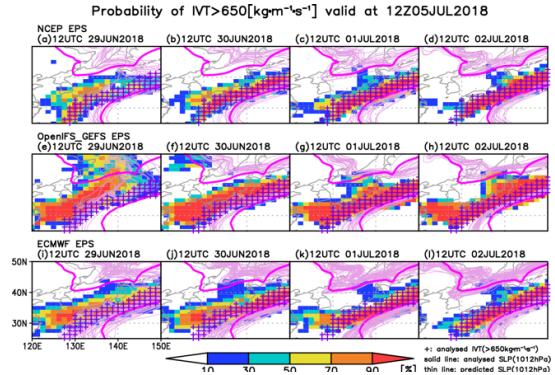 Probability of IVT>650[kg·m⁻¹·s⁻¹] valid at 12Z05JUL2018
NCEP EPS
(a)12UTC 29JUN2018 (b)12UTC 30JUN2018 (c)12UTC 01JUL2018 (d)12UTC 02JUL2018
OpenIFS_GEFS EPS
(e)12UTC 29JUN2018 (f)12UTC 30JUN2018 (g)12UTC 01JUL2018 (h)12UTC 02JUL2018
ECMWF EPS
(i)12UTC 29JUN2018 (j)12UTC 30JUN2018 (k)12UTC 01JUL2018 (l)12UTC 02JUL2018
50N
40N
30N
120E 130E 140E 150E
+: analysed IVT(>650kgm⁻¹s⁻¹)
solid line: analysed SLP(1012hPa)
thin line: predicted SLP(1012hPa)
10 30 50 70 90 [%]